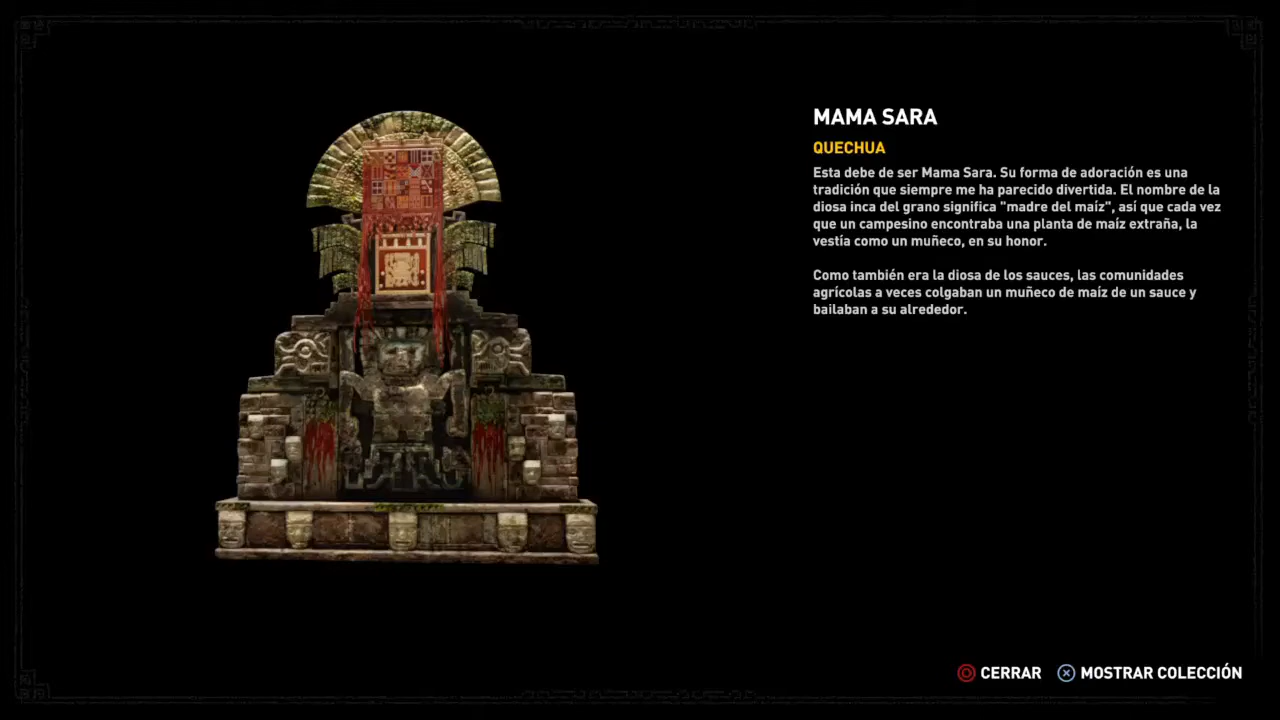 MAMA SARA
QUECHUA
Esta debe de ser Mama Sara. Su forma de adoración es una
tradición que siempre me ha parecido divertida. El nombre de la
diosa inca del grano significa "madre del maíz", así que cada vez
que un campesino encontraba una planta de maíz extraña, la
vestía como un muñeco, en su honor.
Como también era la diosa de los sauces, las comunidades
agrícolas a veces colgaban un muñeco de maíz de un sauce y
bailaban a su alrededor.
CERRAR
MOSTRAR COLECCIÓN